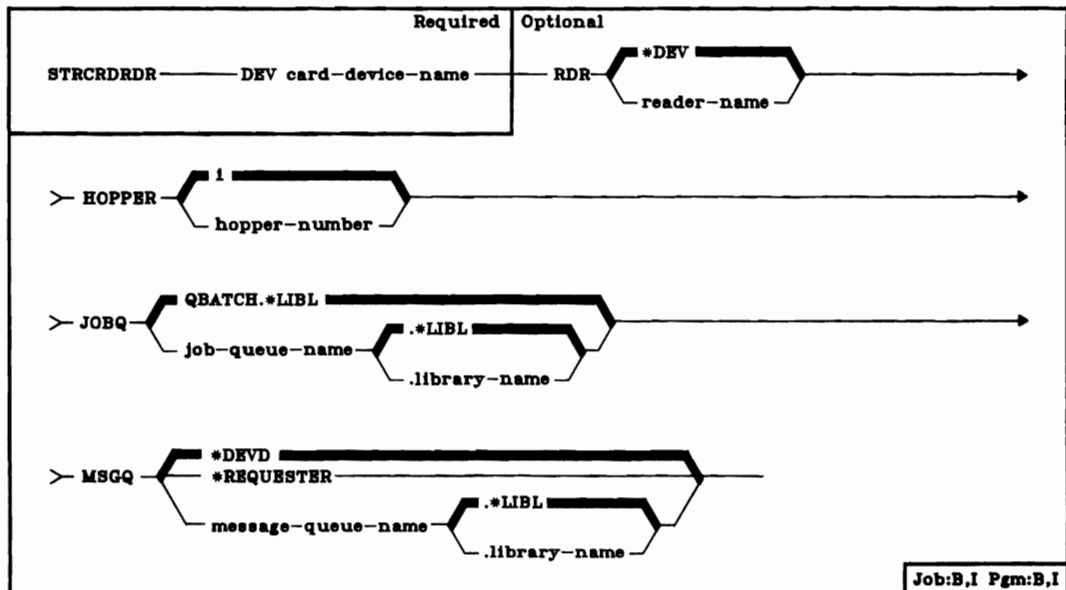 Required Optional
*DEV
STRCRDRDR DEV card-device-name RDR
reader-name
1
HOPPER
hopper-number
QBATCH.*LIBL
JOBQ .*LIBL
job-queue-name
.library-name
*DEVD
MSGQ *REQUESTER
.*LIBL
message-queue-name
.library-name
Job:B,I Pgm:B,I